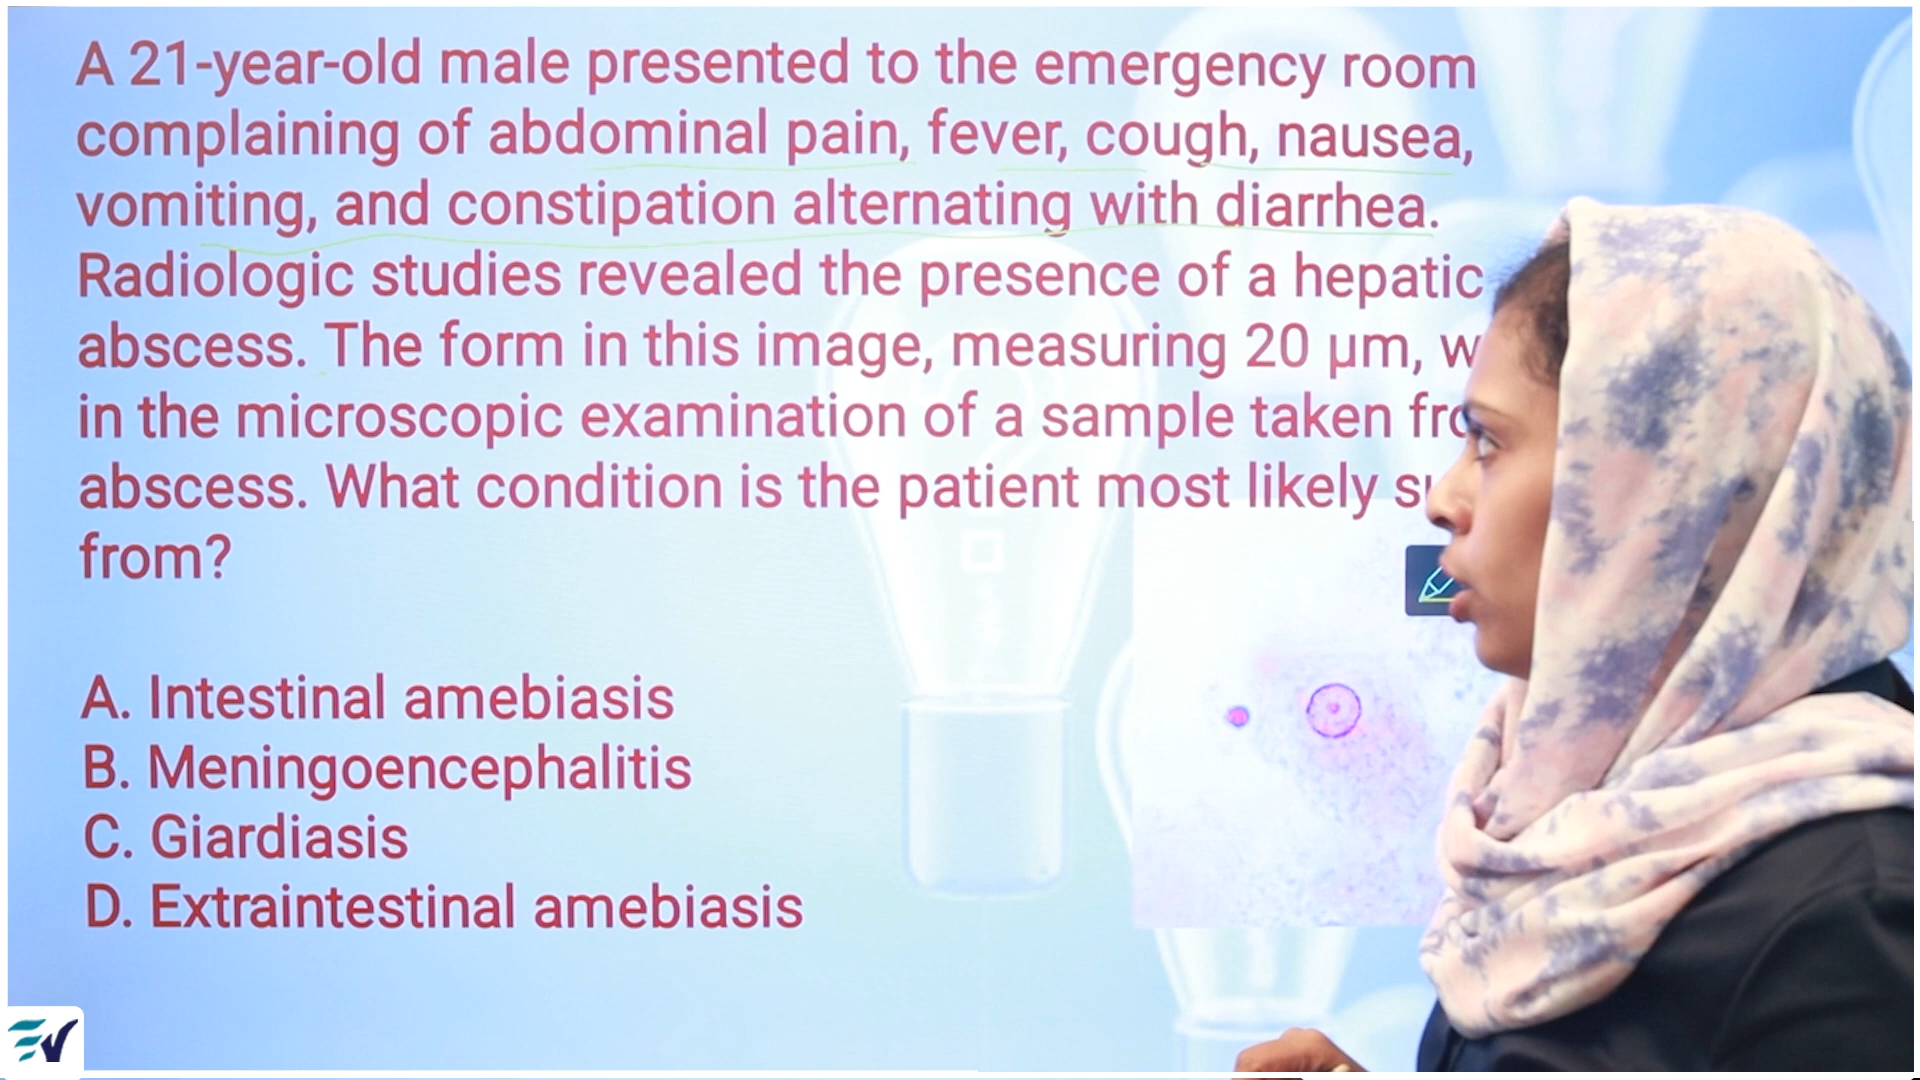 A 21-year-old male presented to the emergency room
complaining of abdominal pain, fever, cough, nausea,
vomiting, and constipation alternating with diarrhea.
Radiologic studies revealed the presence of a hepatic
abscess. The form in this image, measuring 20 µm,
in the microscopic examination of a sample taken
abscess. What condition is the patient most likely
from?
A. Intestinal amebiasis
B. Meningoencephalitis
C. Giardiasis
D. Extraintestinal amebiasis